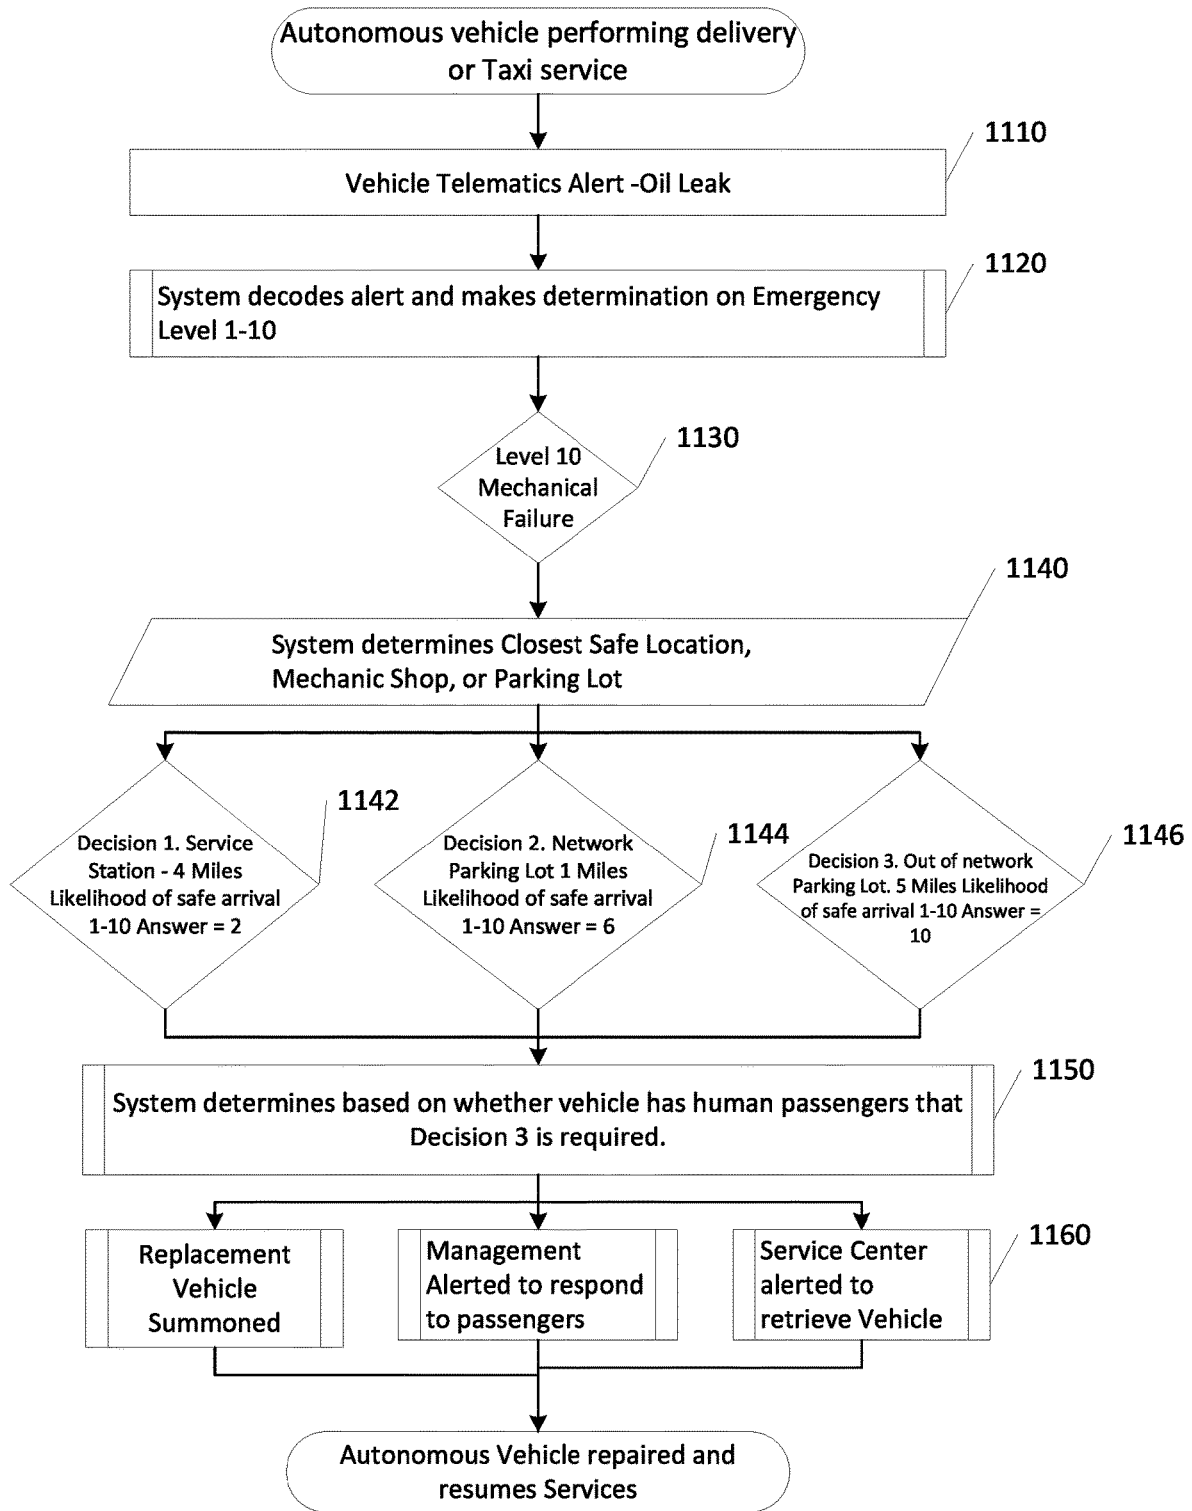 Autonomous vehicle performing delivery
or Taxi service
1110
Vehicle Telematics Alert -Oil Leak
1120
System decodes alert and makes determination on Emergency
Level 1-10
1130
Level 10
Mechanical
Failure
1140
System determines Closest Safe Location,
Mechanic Shop, or Parking Lot
1142
Decision 1. Service
Station - 4 Miles
Likelihood of safe arrival
1-10 Answer = 2
1144
Decision 2. Network
Parking Lot 1 Miles
Likelihood of safe arrival
1-10 Answer = 6
1146
Decision 3. Out of network
Parking Lot. 5 Miles Likelihood
of safe arrival 1-10 Answer =
10
1150
System determines based on whether vehicle has human passengers that
Decision 3 is required.
Replacement
Vehicle
Summoned
Management
Alerted to respond
to passengers
1160
Service Center
alerted to
retrieve Vehicle
Autonomous Vehicle repaired and
resumes Services